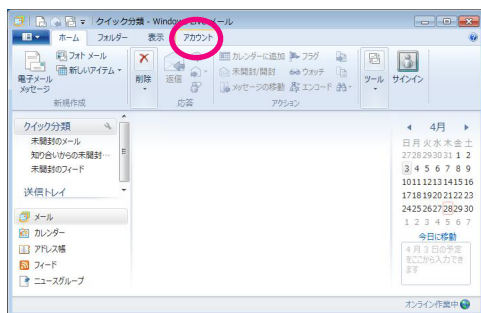 クイック分類 - Windows Live メール
ホーム フォルダー 表示 アカウント
電子メール メッセージ
フォト メール
新しいアイテム
新規作成
削除
返信
応答
カレンダーに追加 フラグ
未開封/開封 ウォッチ
メッセージの移動 エンコード
アクション
ツール
サインイン
クイック分類
未開封のメール
知り合いからの未開封…
未開封のフィード
送信トレイ
メール
カレンダー
アドレス帳
フィード
ニュースグループ
4月
日 月 火 水 木 金 土
27 28 29 30 31 1 2
3 4 5 6 7 8 9
10 11 12 13 14 15 16
17 18 19 20 21 22 23
24 25 26 27 28 29 30
1 2 3 4 5 6 7
今日に移動
4 月 3 日の予定
をここから入力でき
ます
オンライン作業中